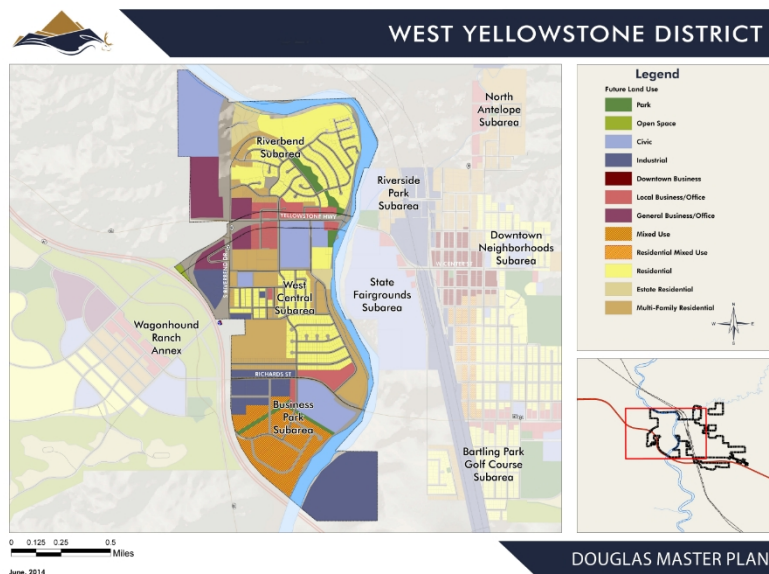 WEST YELLOWSTONE DISTRICT
North
Antelope
Subarea
Riverbend
Subarea
Riverside
Park
Subarea
YELLOWSTONE HWY
Downtown
Neighborhoods
Subarea
State
Fairgrounds
Subarea
West
Central
Subarea
Wagonhound
Ranch
Annex
RICHARDS ST
Business
Park
Subarea
Bartling Park
Golf Course
Subarea
Legend
Future Land Use
Park
Open Space
Civic
Industrial
Downtown Business
Local Business/Office
General Business/Office
Mixed Use
Residential Mixed Use
Residential
Estate Residential
Multi-Family Residential
N
W
E
S
0 0.125 0.25 0.5
Miles
June, 2014
DOUGLAS MASTER PLAN